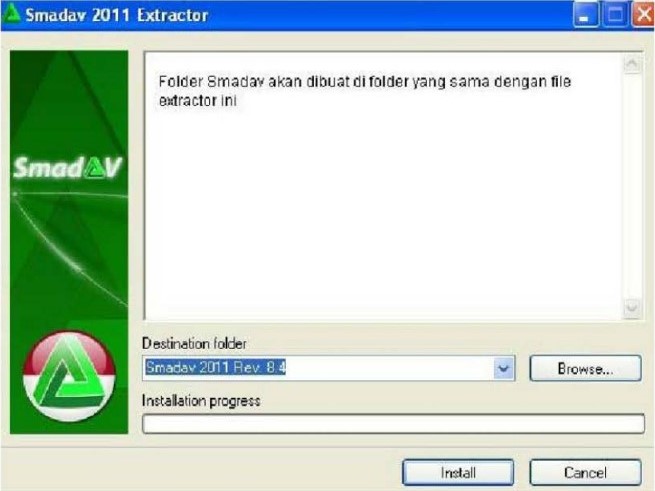 Smadav 2011 Extractor
Folder Smadav akan dibuat di folder yang sama dengan file
extractor ini
SmadAV
Destination folder
Smadav 2011 Rev. 8.4
Browse...
Installation progress
Install
Cancel